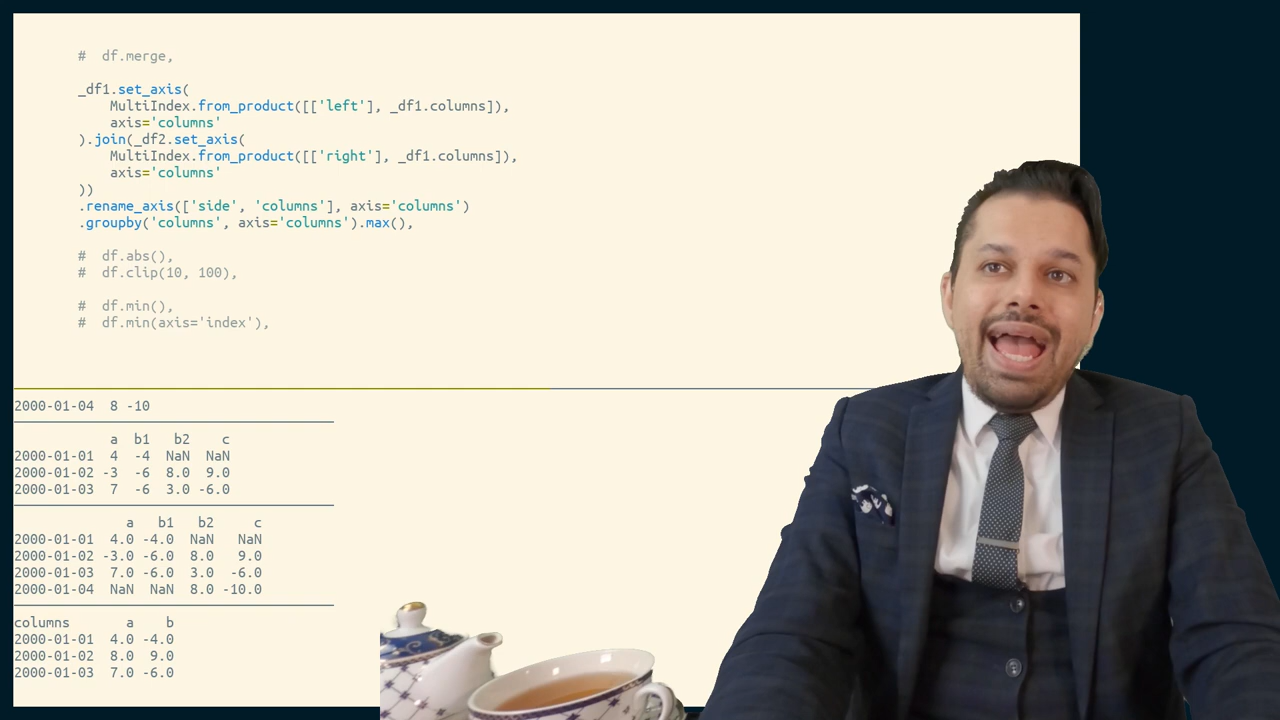 #  df.merge,
_df1.set_axis(
    MultiIndex.from_product([['left'], _df1.columns]),
    axis='columns'
).join(_df2.set_axis(
    MultiIndex.from_product([['right'], _df1.columns]),
    axis='columns'
))
.rename_axis(['side', 'columns'], axis='columns')
.groupby('columns', axis='columns').max(),
#  df.abs(),
#  df.clip(10, 100),
#  df.min(),
#  df.min(axis='index'),
2000-01-04  8 -10
            a  b1   b2    c
2000-01-01  4  -4  NaN  NaN
2000-01-02 -3  -6  8.0  9.0
2000-01-03  7  -6  3.0 -6.0
              a   b1   b2     c
2000-01-01  4.0 -4.0  NaN   NaN
2000-01-02 -3.0 -6.0  8.0   9.0
2000-01-03  7.0 -6.0  3.0  -6.0
2000-01-04  NaN  NaN  8.0 -10.0
columns       a    b
2000-01-01  4.0 -4.0
2000-01-02  8.0  9.0
2000-01-03  7.0 -6.0